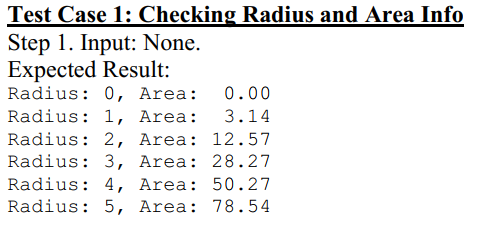 Test Case 1: Checking Radius and Area Info
Step 1. Input: None.
Expected Result:
Radius: 0, Area:  0.00
Radius: 1, Area:  3.14
Radius: 2, Area: 12.57
Radius: 3, Area: 28.27
Radius: 4, Area: 50.27
Radius: 5, Area: 78.54